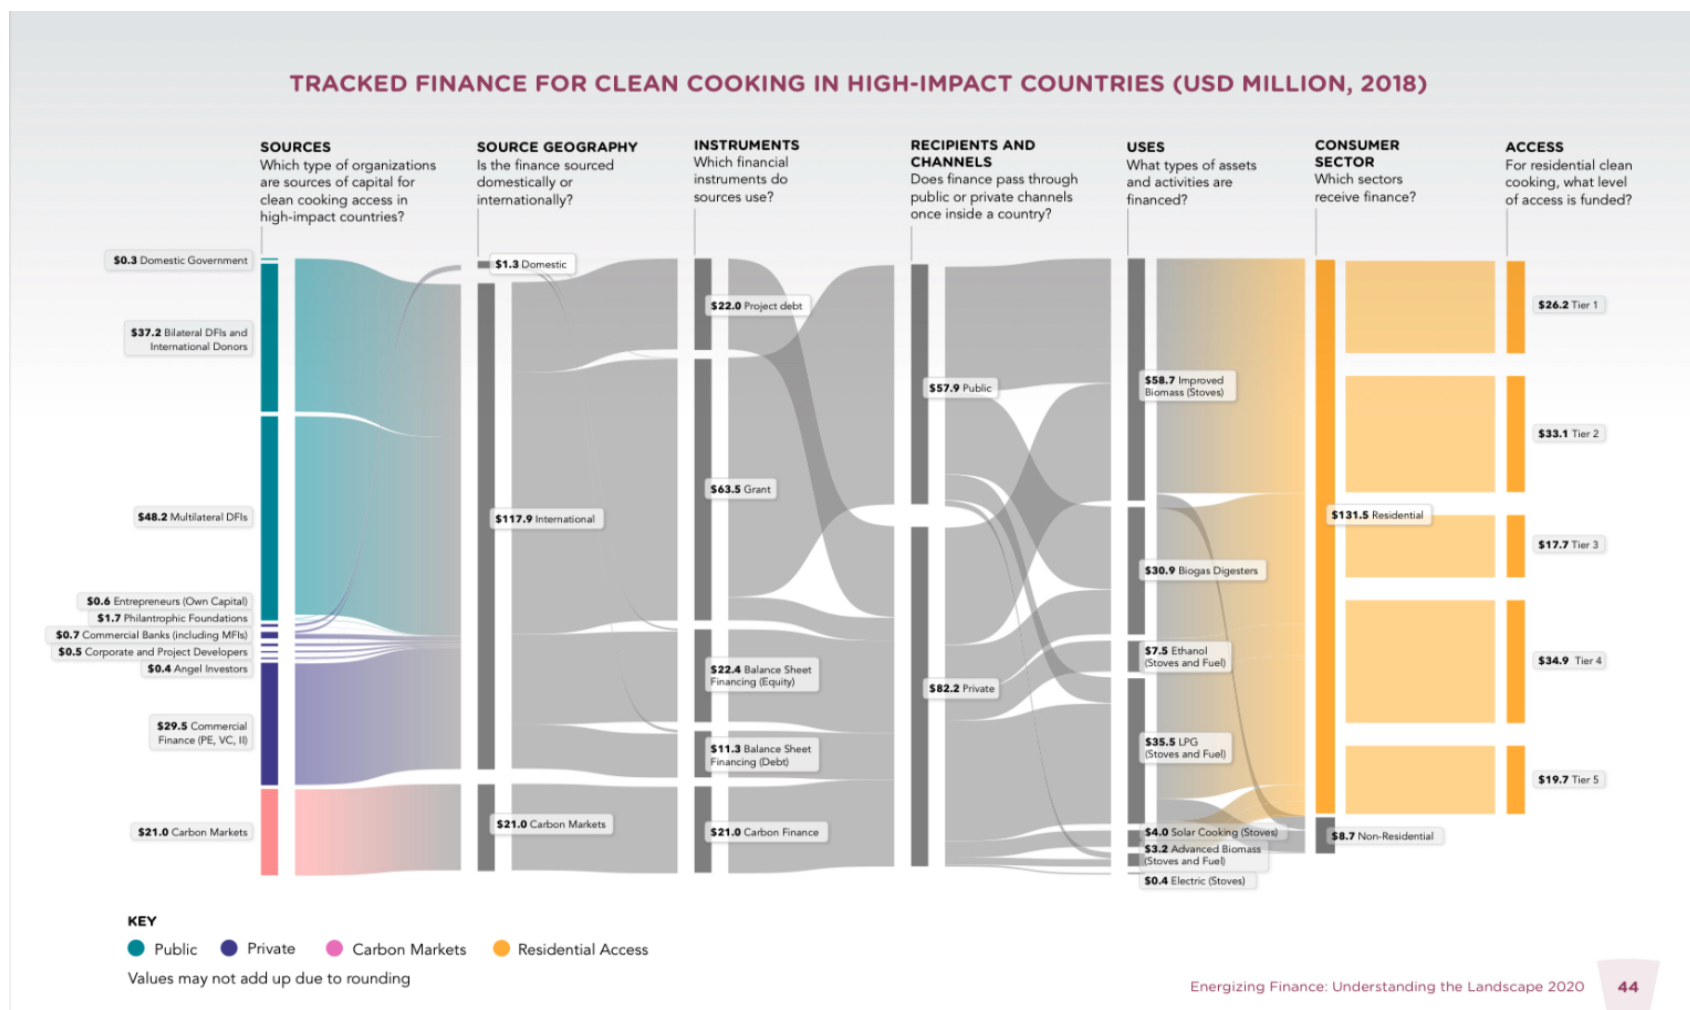 TRACKED FINANCE FOR CLEAN COOKING IN HIGH-IMPACT COUNTRIES (USD MILLION, 2018)
SOURCES
Which type of organizations
are sources of capital for
clean cooking access in
high-impact countries?
SOURCE GEOGRAPHY
Is the finance sourced
domestically or
internationally?
INSTRUMENTS
Which financial
instruments do
sources use?
RECIPIENTS AND
CHANNELS
Does finance pass through
public or private channels
once inside a country?
USES
What types of assets
and activities are
financed?
CONSUMER
SECTOR
Which sectors
receive finance?
ACCESS
For residential clean
cooking, what level
of access is funded?
$0.3 Domestic Government
$37.2 Bilateral DFIs and
International Donors
$48.2 Multilateral DFIs
$0.6 Entrepreneurs (Own Capital)
$1.7 Philantrophic Foundations
$0.7 Commercial Banks (including MFIs)
$0.5 Corporate and Project Developers
$0.4 Angel Investors
$29.5 Commercial
Finance (PE, VC, II)
$21.0 Carbon Markets
$1.3 Domestic
$117.9 International
$21.0 Carbon Markets
$22.0 Project debt
$63.5 Grant
$22.4 Balance Sheet
Financing (Equity)
$11.3 Balance Sheet
Financing (Debt)
$21.0 Carbon Finance
$57.9 Public
$82.2 Private
$58.7 Improved
Biomass (Stoves)
$30.9 Biogas Digesters
$7.5 Ethanol
(Stoves and Fuel)
$35.5 LPG
(Stoves and Fuel)
$4.0 Solar Cooking (Stoves)
$3.2 Advanced Biomass
(Stoves and Fuel)
$0.4 Electric (Stoves)
$131.5 Residential
$8.7 Non-Residential
$26.2 Tier 1
$33.1 Tier 2
$17.7 Tier 3
$34.9 Tier 4
$19.7 Tier 5
KEY
Public
Private
Carbon Markets
Residential Access
Values may not add up due to rounding
Energizing Finance: Understanding the Landscape 2020
44